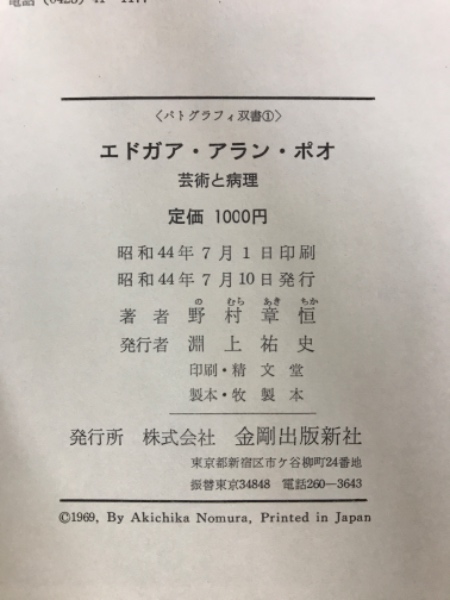 電話 (0423) 41-11
〈パトグラフィ双書①〉
エドガア・アラン・ポオ
芸術と病理
定価 1000円
昭和44年7月1日印刷
昭和44年7月10日発行
の むら あき ちか
著者 野村章恒
発行者 淵上祐史
印刷・精文堂
製本・牧製本
発行所 株式会社 金剛出版新社
東京都新宿区市ケ谷柳町24番地
振替東京34848 電話260—3643
©1969, By Akichika Nomura, Printed in Japan